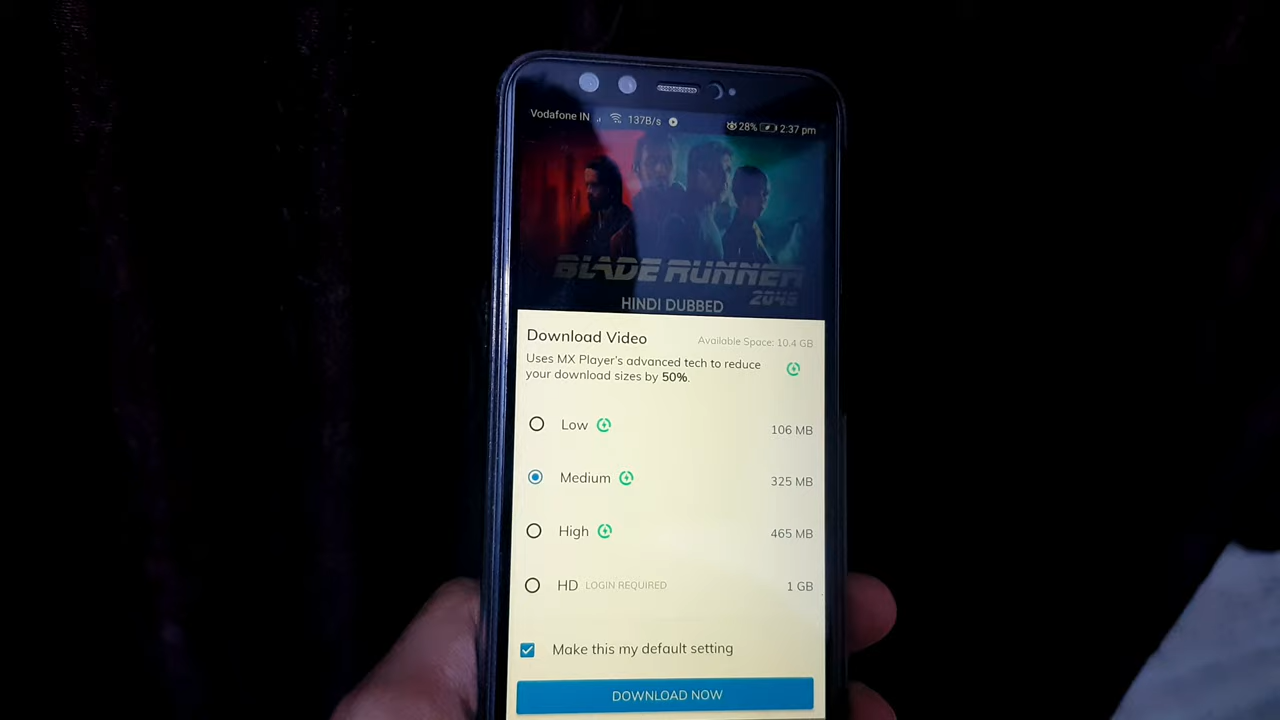 Vodafone IN 137B/s 28% 2:37 pm
BLADE RUNNER
2049
HINDI DUBBED
Download Video Available Space: 10.4 GB
Uses MX Player's advanced tech to reduce
your download sizes by 50%.
Low 106 MB
Medium 325 MB
High 465 MB
HD LOGIN REQUIRED 1 GB
Make this my default setting
DOWNLOAD NOW